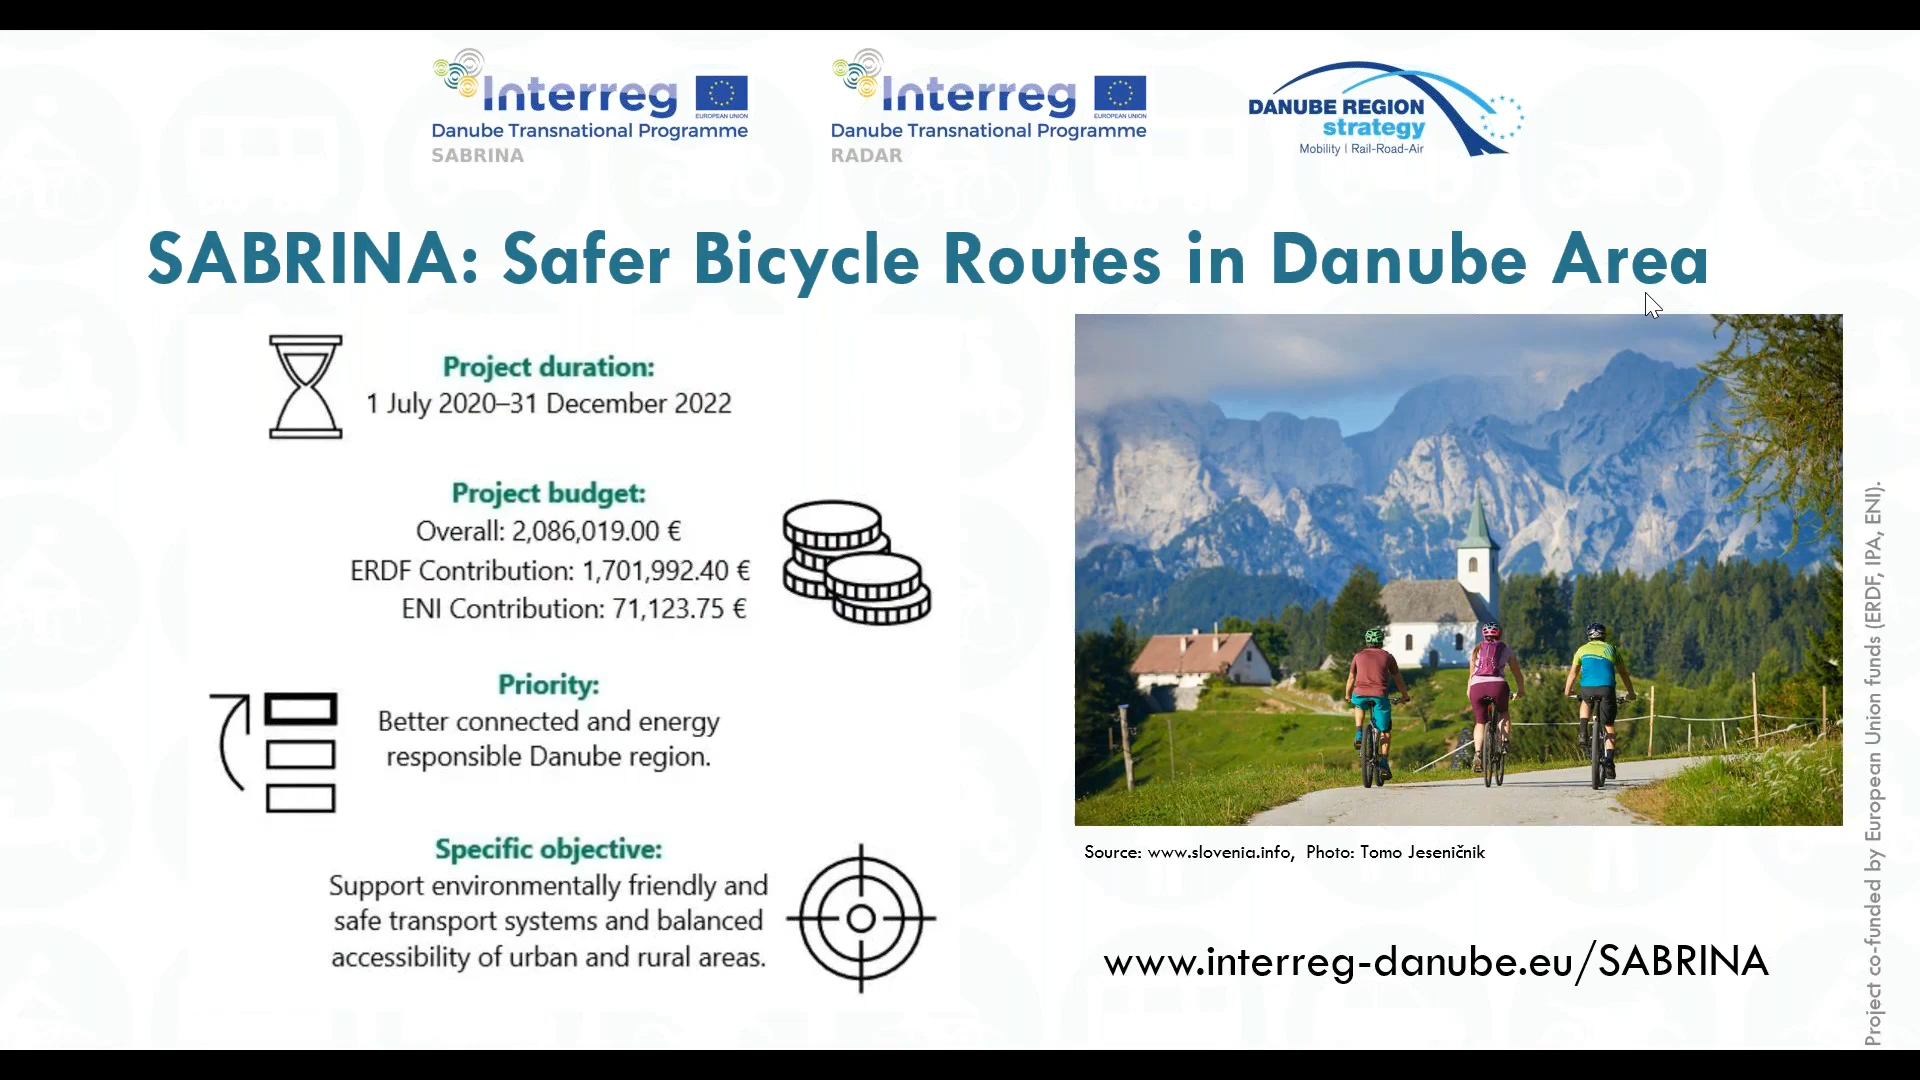 Interreg
EUROPEAN UNION
Danube Transnational Programme
SABRINA
Interreg
EUROPEAN UNION
Danube Transnational Programme
RADAR
DANUBE REGION
strategy
Mobility | Rail-Road-Air
SABRINA: Safer Bicycle Routes in Danube Area
Project duration:
1 July 2020–31 December 2022
Project budget:
Overall: 2,086,019.00 €
ERDF Contribution: 1,701,992.40 €
ENI Contribution: 71,123.75 €
Priority:
Better connected and energy
responsible Danube region.
Specific objective:
Support environmentally friendly and
safe transport systems and balanced
accessibility of urban and rural areas.
Source: www.slovenia.info, Photo: Tomo Jeseničnik
www.interreg-danube.eu/SABRINA
Project co-funded by European Union funds (ERDF, IPA, ENI).